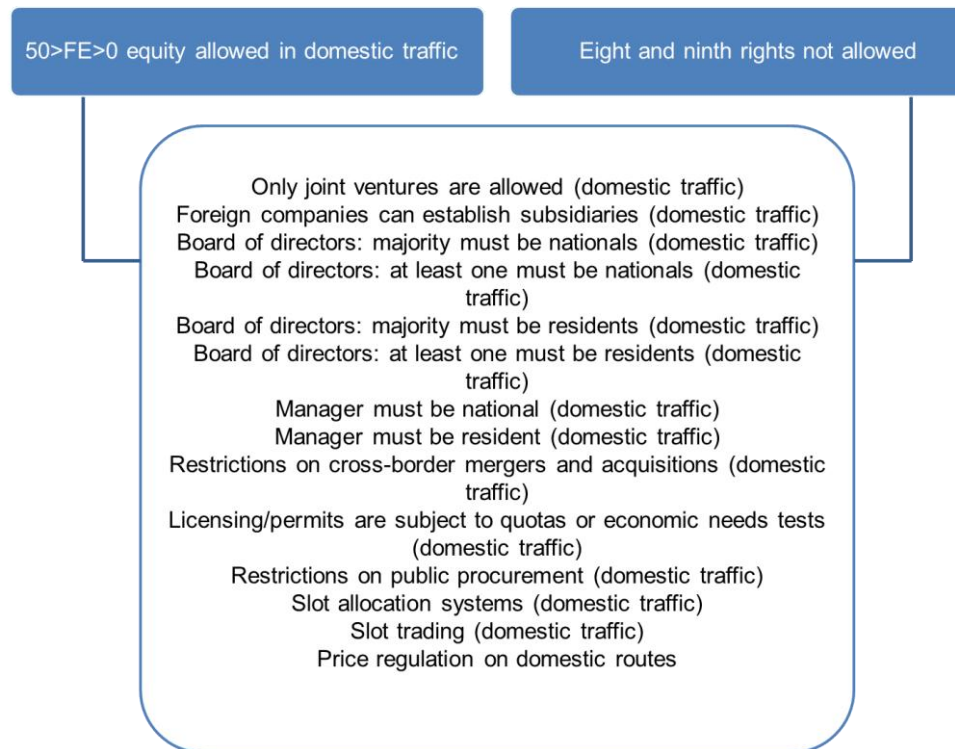 50>FE>0 equity allowed in domestic traffic
Eight and ninth rights not allowed
Only joint ventures are allowed (domestic traffic)
Foreign companies can establish subsidiaries (domestic traffic)
Board of directors: majority must be nationals (domestic traffic)
Board of directors: at least one must be nationals (domestic
traffic)
Board of directors: majority must be residents (domestic traffic)
Board of directors: at least one must be residents (domestic
traffic)
Manager must be national (domestic traffic)
Manager must be resident (domestic traffic)
Restrictions on cross-border mergers and acquisitions (domestic
traffic)
Licensing/permits are subject to quotas or economic needs tests
(domestic traffic)
Restrictions on public procurement (domestic traffic)
Slot allocation systems (domestic traffic)
Slot trading (domestic traffic)
Price regulation on domestic routes